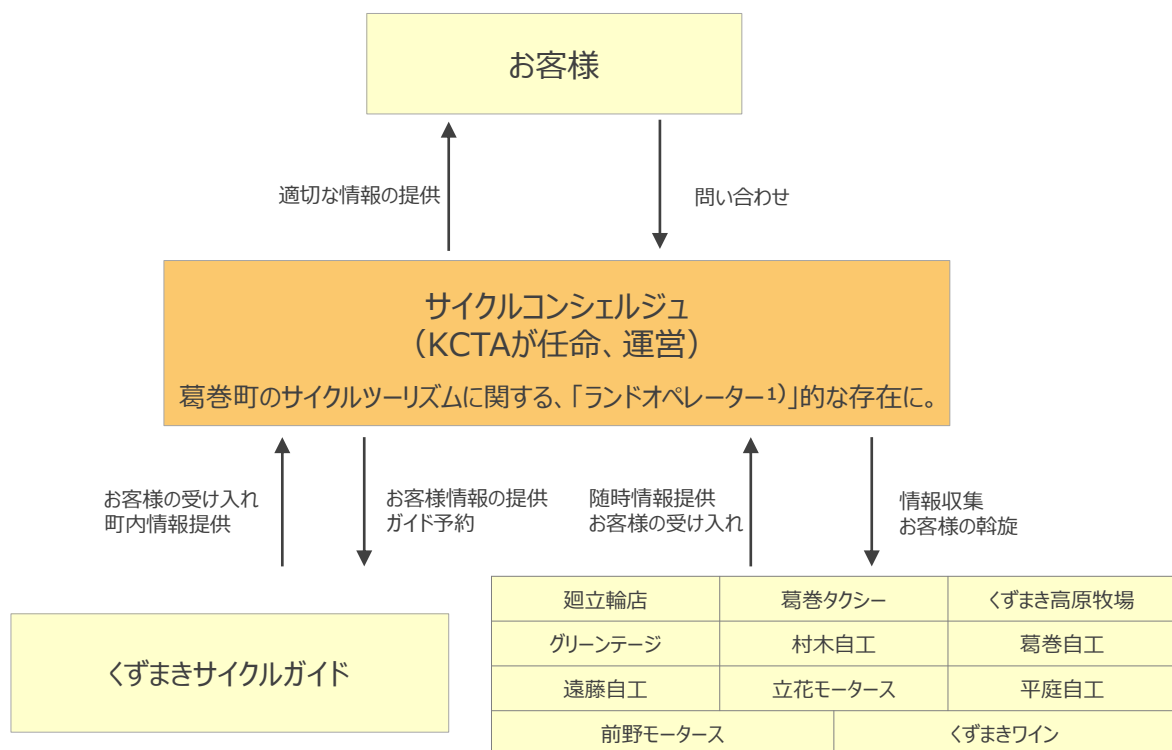 お客様
適切な情報の提供
問い合わせ
サイクルコンシェルジュ
（KCTAが任命、運営）
葛巻町のサイクルツーリズムに関する、「ランドオペレーター1)」的な存在に。
お客様の受け入れ
町内情報提供
お客様情報の提供
ガイド予約
随時情報提供
お客様の受け入れ
情報収集
お客様の斡旋
くずまきサイクルガイド
廻立輪店
葛巻タクシー
くずまき高原牧場
グリーンテージ
村木自工
葛巻自工
遠藤自工
立花モータース
平庭自工
前野モータース
くずまきワイン